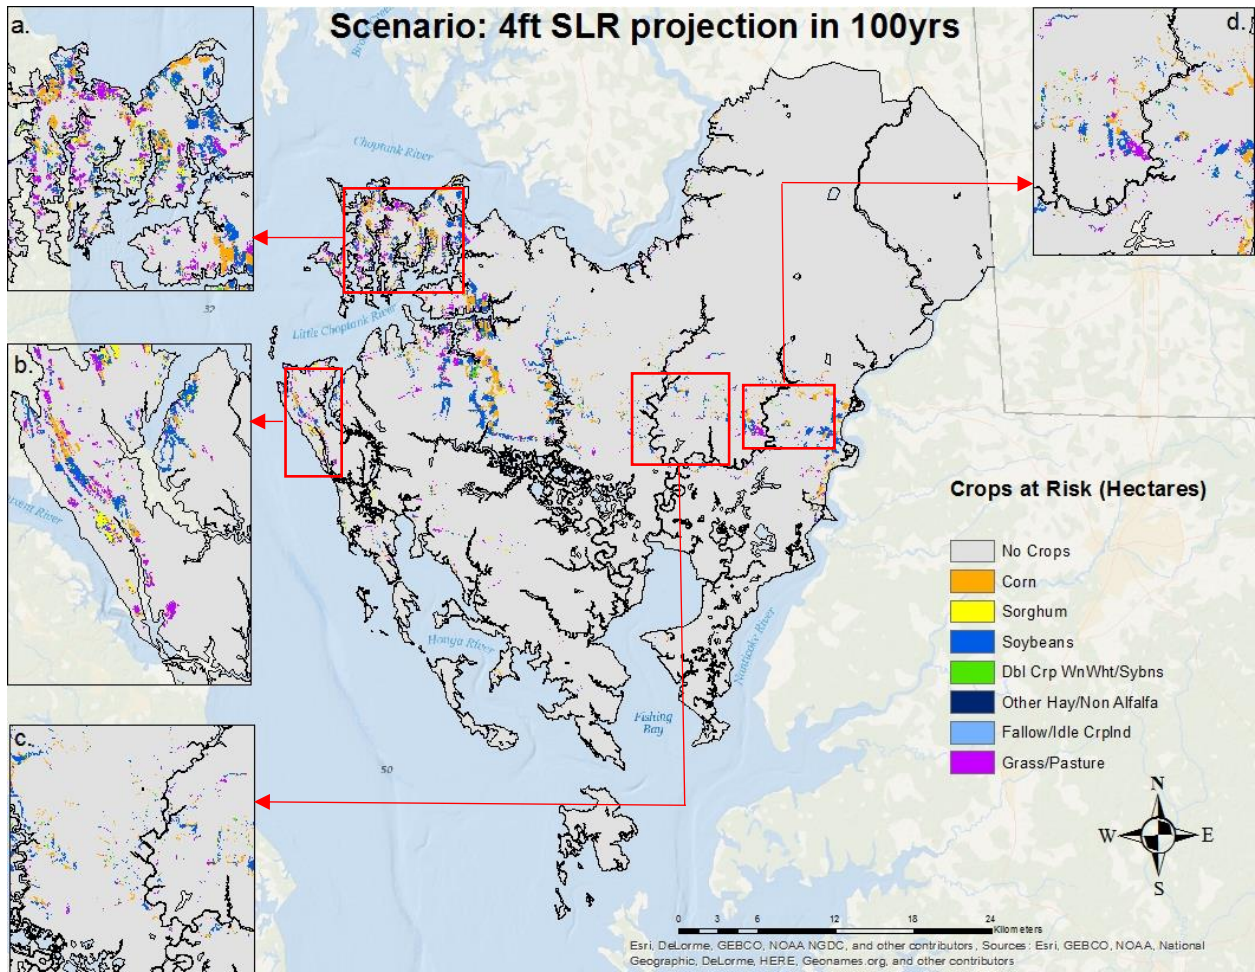 Scenario: 4ft SLR projection in 100yrs
a.
d.
Choptank River
32
Little Choptank River
b.
Crops at Risk (Hectares)
No Crops
Corn
Sorghum
Soybeans
Dbl Crp WnWht/Sybns
Other Hay/Non Alfalfa
Fallow/Idle Crplnd
Grass/Pasture
Honga River
Nanticoke River
Fishing
Bay
c.
50
N
W
E
S
0 3 6 12 18 24
Kilometers
Esri, DeLorme, GEBCO, NOAA NGDC, and other contributors, Sources: Esri, GEBCO, NOAA, National
Geographic, DeLorme, HERE, Geonames.org, and other contributors